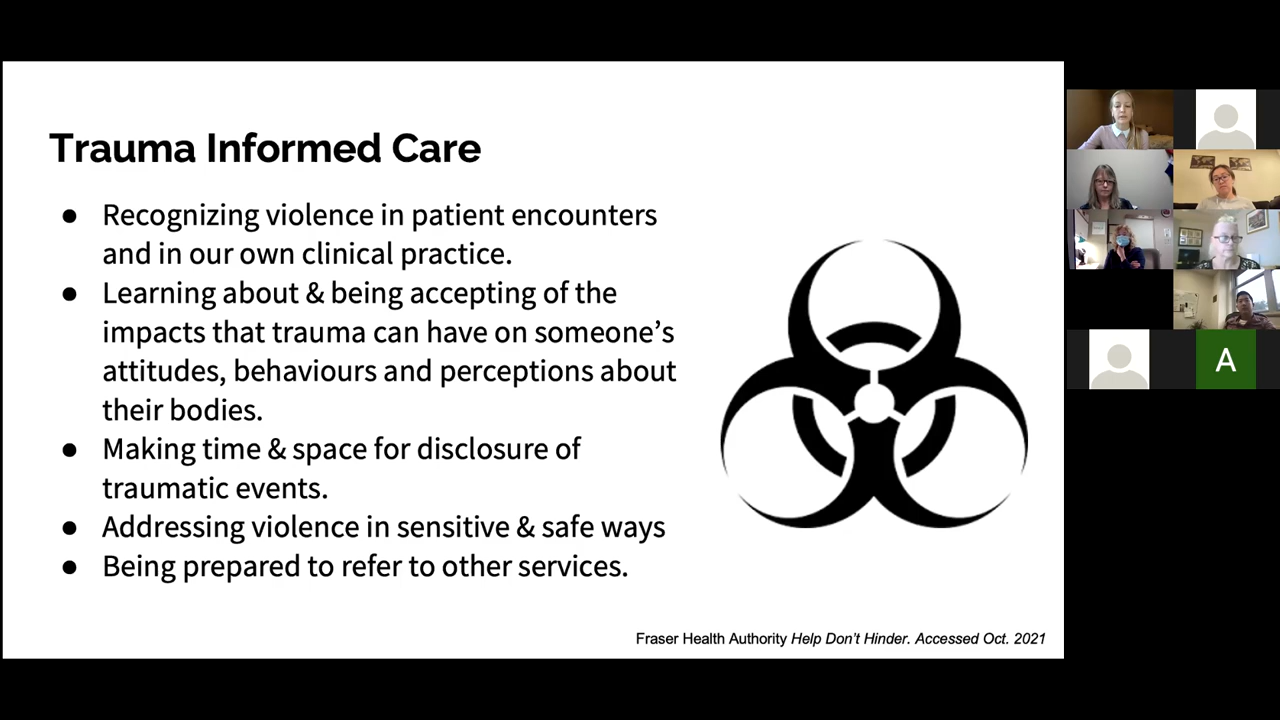 Trauma Informed Care
● Recognizing violence in patient encounters
and in our own clinical practice.
● Learning about & being accepting of the
impacts that trauma can have on someone’s
attitudes, behaviours and perceptions about
their bodies.
● Making time & space for disclosure of
traumatic events.
● Addressing violence in sensitive & safe ways
● Being prepared to refer to other services.
Fraser Health Authority Help Don’t Hinder. Accessed Oct. 2021
A